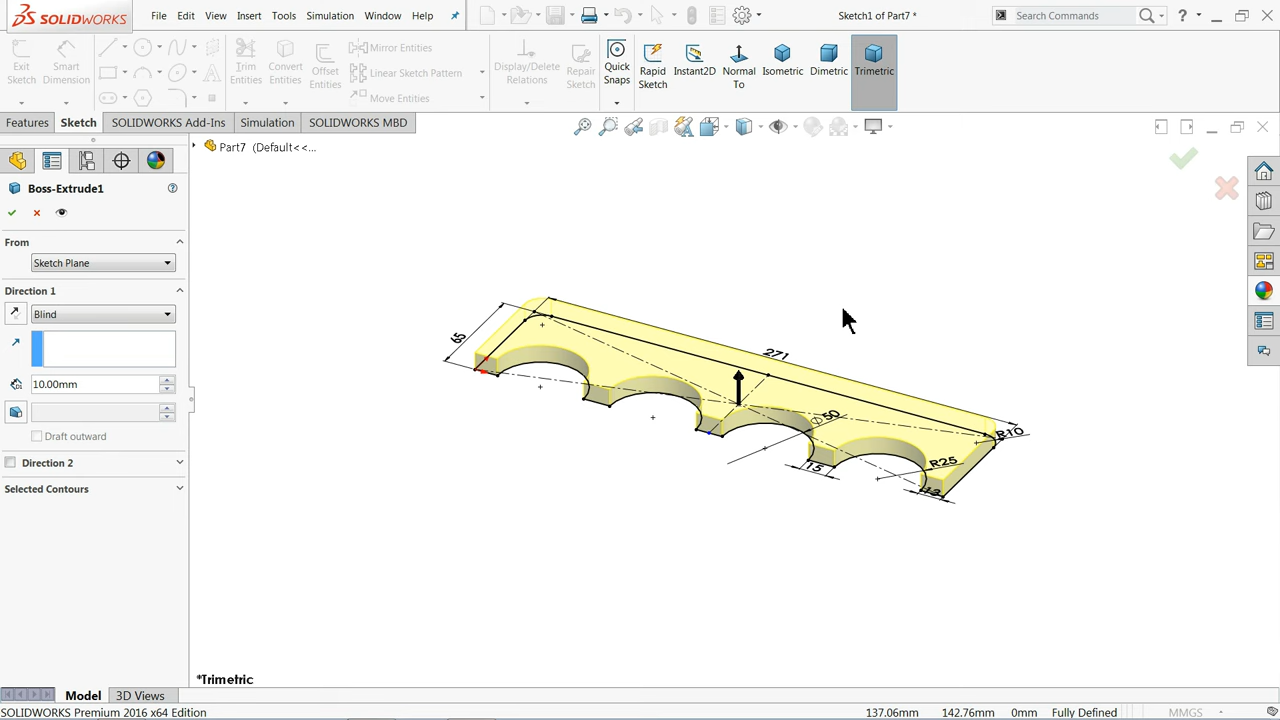 SOLIDWORKS
File Edit View Insert Tools Simulation Window Help
Sketch1 of Part7 *
Search Commands
Exit Sketch
Smart Dimension
Trim Entities
Convert Entities
Offset Entities
Mirror Entities
Linear Sketch Pattern
Move Entities
Display/Delete Relations
Repair Sketch
Quick Snaps
Rapid Sketch
Instant2D
Normal To
Isometric
Dimetric
Trimetric
Features Sketch SOLIDWORKS Add-Ins Simulation SOLIDWORKS MBD
Part7 (Default<<...
Boss-Extrude1
From
Sketch Plane
Direction 1
Blind
10.00mm
Draft outward
Direction 2
Selected Contours
65
271
∅50
R10
R25
15
13
*Trimetric
Model 3D Views
SOLIDWORKS Premium 2016 x64 Edition
137.06mm 142.76mm 0mm Fully Defined MMGS